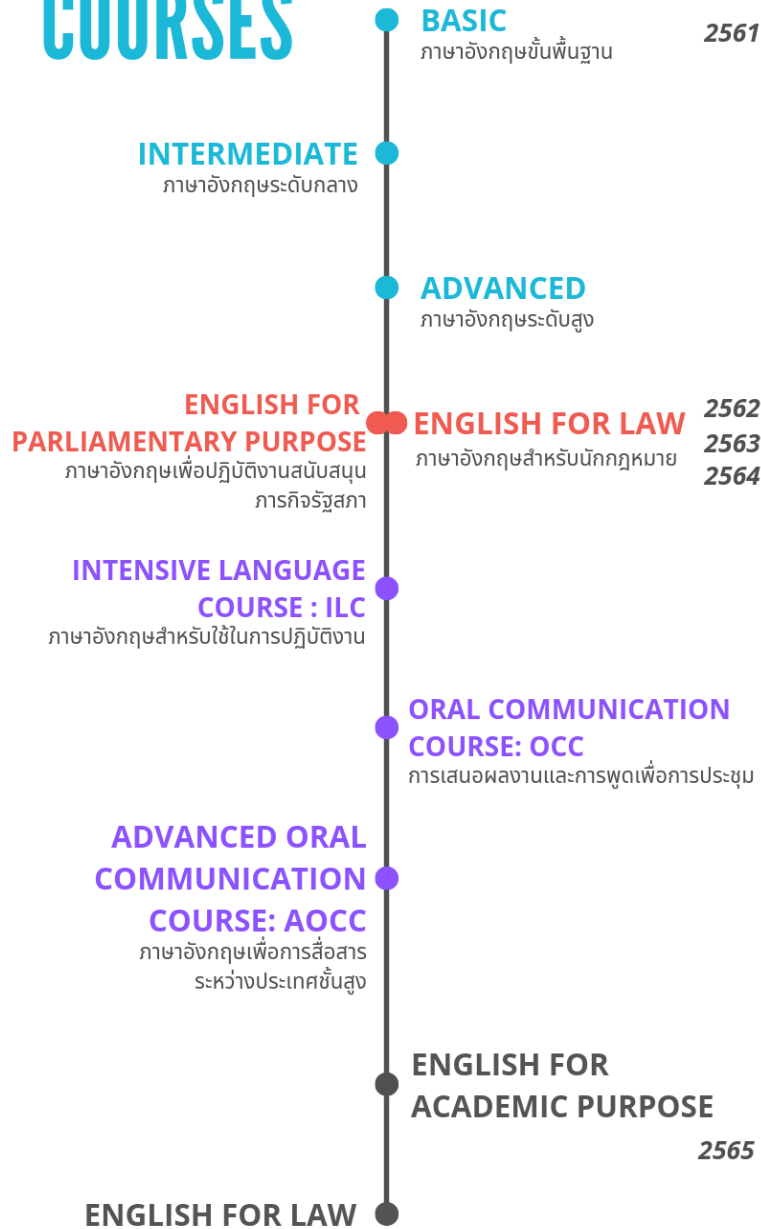 COURSES
BASIC
ภาษาอังกฤษขั้นพื้นฐาน
2561
INTERMEDIATE
ภาษาอังกฤษระดับกลาง
ADVANCED
ภาษาอังกฤษระดับสูง
ENGLISH FOR
PARLIAMENTARY PURPOSE
ภาษาอังกฤษเพื่อปฏิบัติงานสนับสนุน
ภารกิจรัฐสภา
ENGLISH FOR LAW
ภาษาอังกฤษสำหรับนักกฎหมาย
2562
2563
2564
INTENSIVE LANGUAGE
COURSE : ILC
ภาษาอังกฤษสำหรับใช้ในการปฏิบัติงาน
ORAL COMMUNICATION
COURSE: OCC
การเสนอผลงานและการพูดเพื่อการประชุม
ADVANCED ORAL
COMMUNICATION
COURSE: AOCC
ภาษาอังกฤษเพื่อการสื่อสาร
ระหว่างประเทศชั้นสูง
ENGLISH FOR
ACADEMIC PURPOSE
2565
ENGLISH FOR LAW